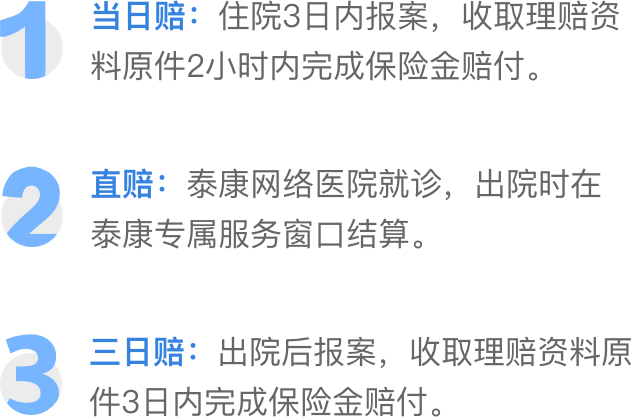 1 当日赔：住院3日内报案，收取理赔资
料原件2小时内完成保险金赔付。
2 直赔：泰康网络医院就诊，出院时在
泰康专属服务窗口结算。
3 三日赔：出院后报案，收取理赔资料原
件3日内完成保险金赔付。